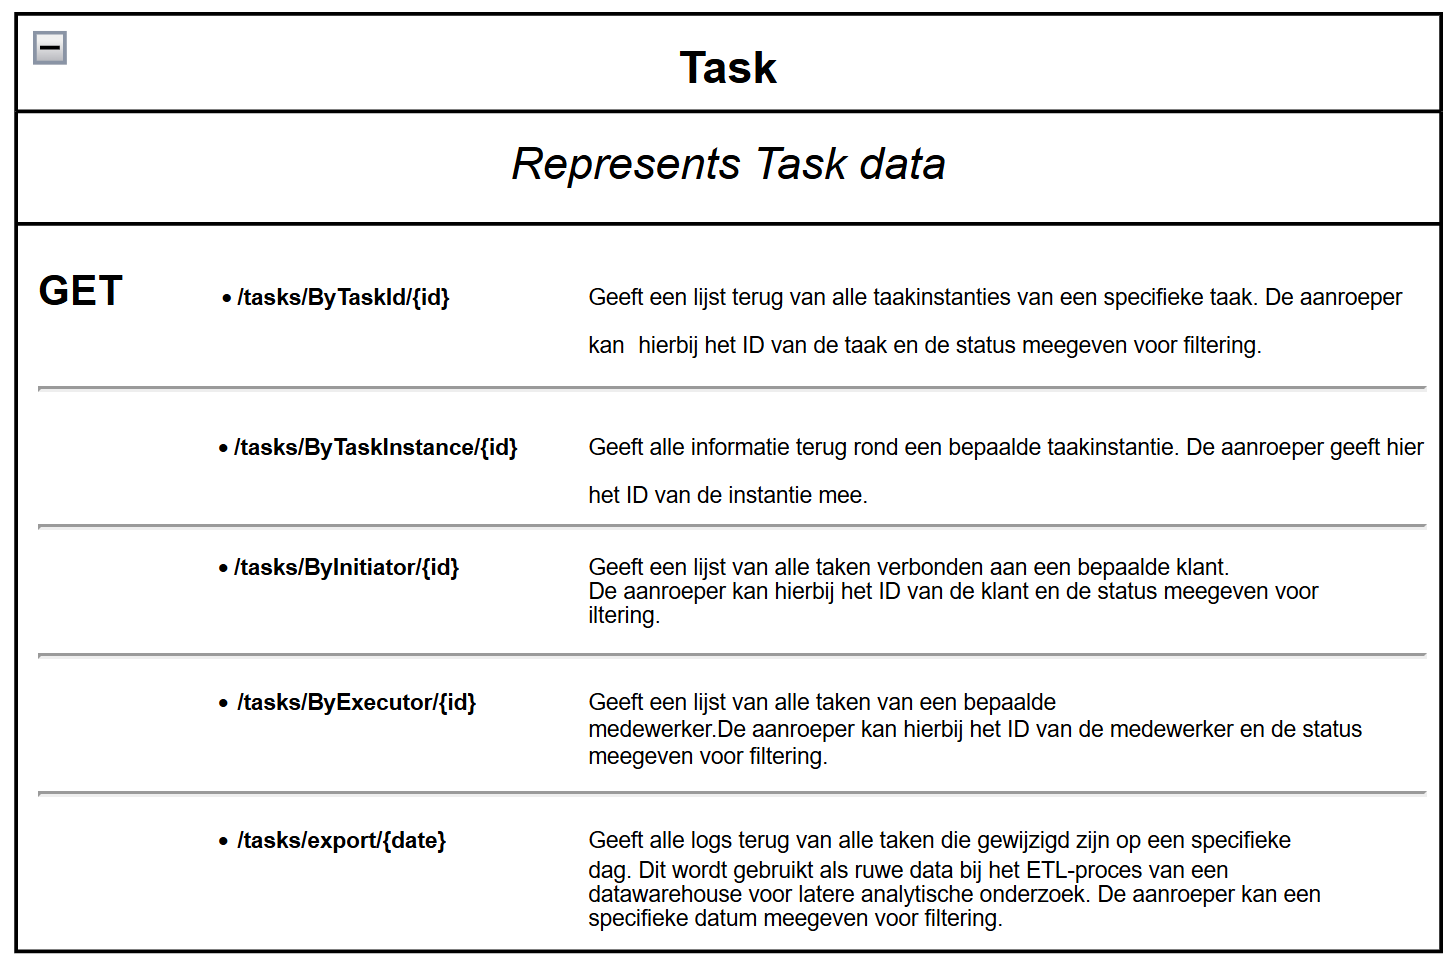 Task
Represents Task data
GET
• /tasks/ByTaskId/{id}
Geeft een lijst terug van alle taakinstanties van een specifieke taak. De aanroeper
kan hierbij het ID van de taak en de status meegeven voor filtering.
• /tasks/ByTaskInstance/{id}
Geeft alle informatie terug rond een bepaalde taakinstantie. De aanroeper geeft hier
het ID van de instantie mee.
• /tasks/ByInitiator/{id}
Geeft een lijst van alle taken verbonden aan een bepaalde klant.
De aanroeper kan hierbij het ID van de klant en de status meegeven voor
iltering.
• /tasks/ByExecutor/{id}
Geeft een lijst van alle taken van een bepaalde
medewerker.De aanroeper kan hierbij het ID van de medewerker en de status
meegeven voor filtering.
• /tasks/export/{date}
Geeft alle logs terug van alle taken die gewijzigd zijn op een specifieke
dag. Dit wordt gebruikt als ruwe data bij het ETL-proces van een
datawarehouse voor latere analytische onderzoek. De aanroeper kan een
specifieke datum meegeven voor filtering.